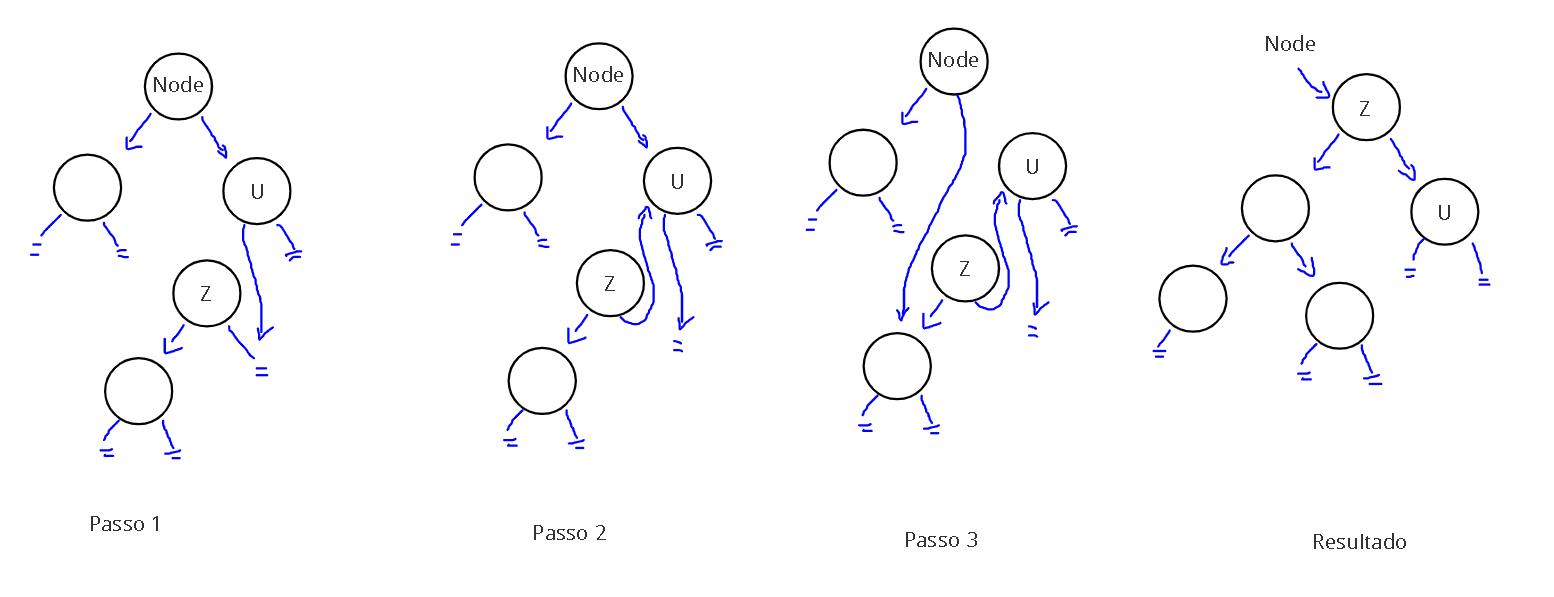 Node
U
Z
Passo 1
Node
U
Z
Passo 2
Node
U
Z
Passo 3
Node
Z
U
Resultado